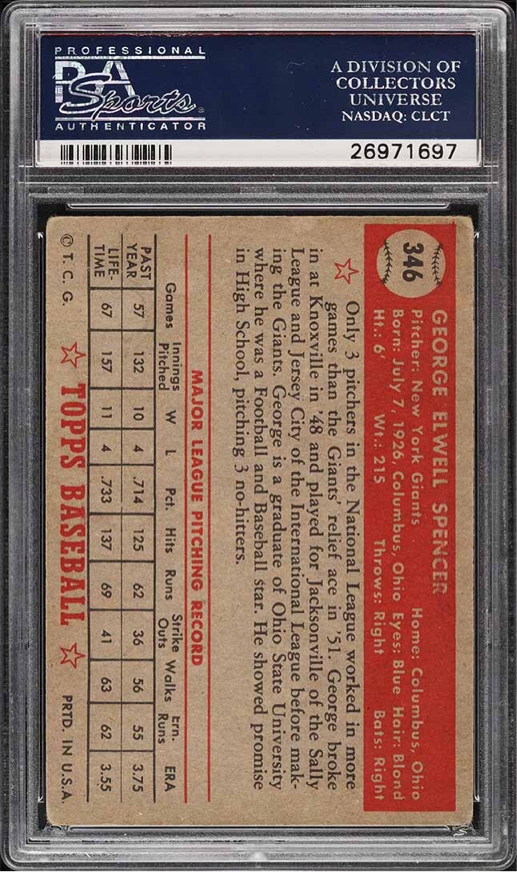 PROFESSIONAL
PSA
Sports
AUTHENTICATOR
A DIVISION OF
COLLECTORS
UNIVERSE
NASDAQ: CLCT
26971697
346
GEORGE ELWELL SPENCER
Pitcher: New York Giants Home: Columbus, Ohio
Born: July 7, 1926, Columbus, Ohio Eyes: Blue Hair: Blond
Ht.: 6' Wt.: 215 Throws: Right Bats: Right
☆ Only 3 pitchers in the National League worked in more
games than the Giants' relief ace in '51. George broke
in at Knoxville in '48 and played for Jacksonville of the Sally
League and Jersey City of the International League before mak-
ing the Giants. George is a graduate of Ohio State University
where he was a Football and Baseball star. He showed promise
in High School, pitching 3 no-hitters.
MAJOR LEAGUE PITCHING RECORD
Games Innings Pitched W L Pct. Hits Runs Strike Outs Walks Ern. Runs ERA
PAST YEAR 57 132 10 4 .714 125 62 36 56 55 3.75
LIFE-TIME 67 157 11 4 .733 137 69 41 63 62 3.55
© T. C. G. ☆ TOPPS BASEBALL ☆ PRTD. IN U.S.A.